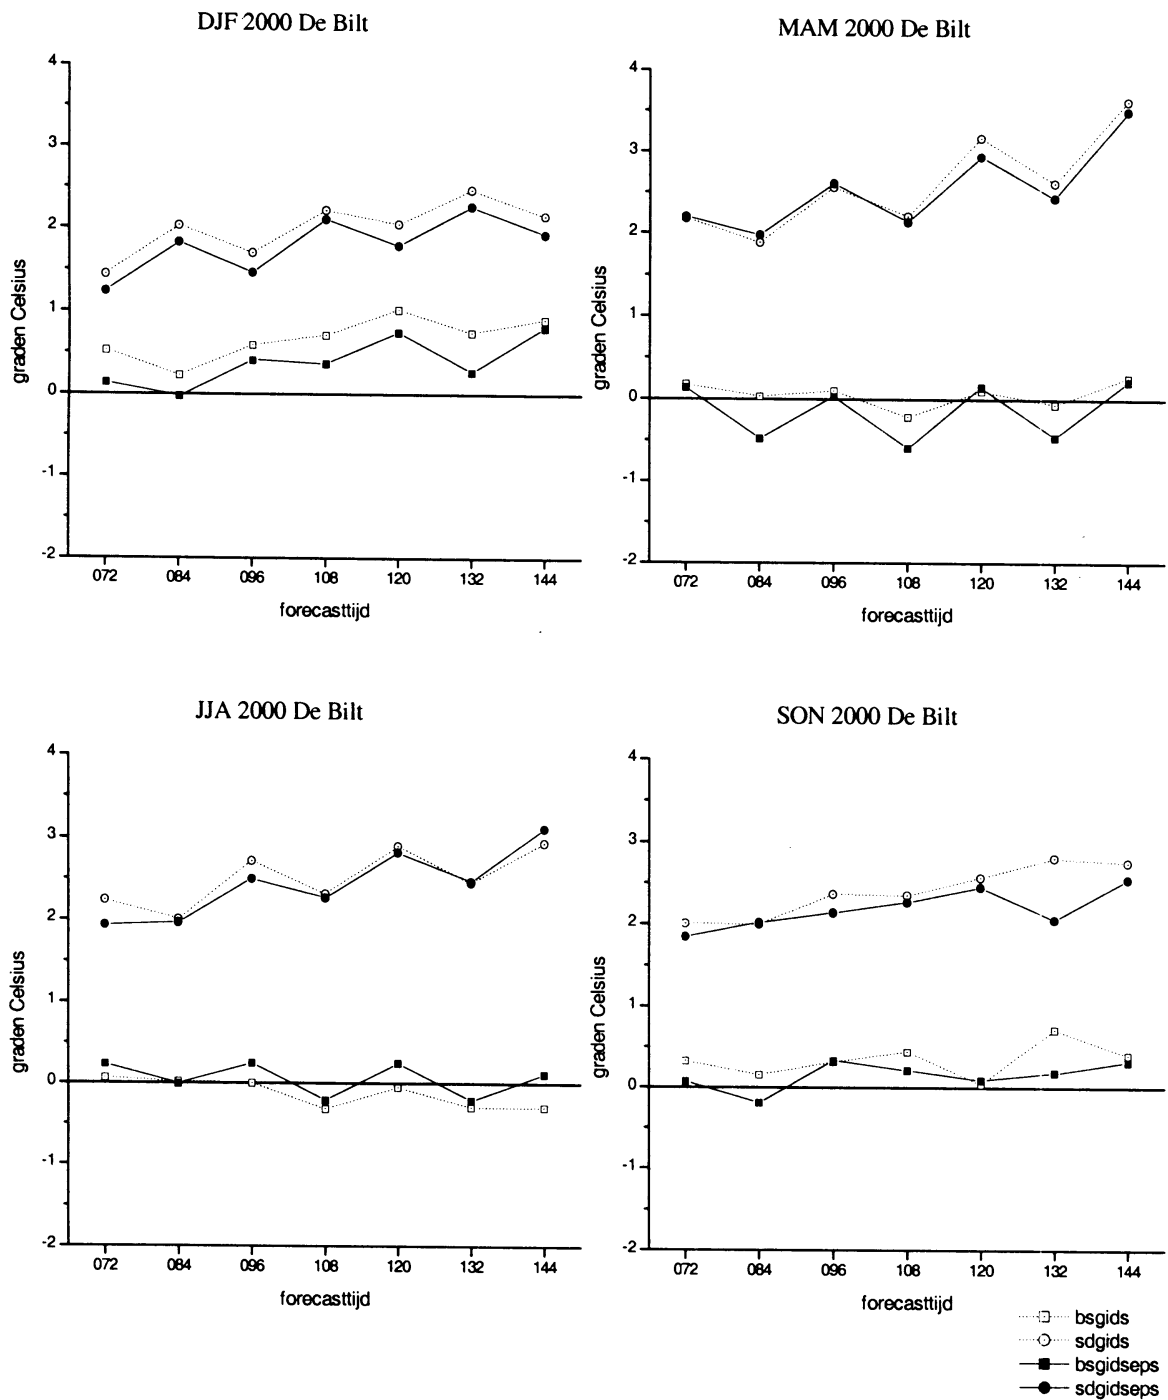 DJF 2000 De Bilt
4
3
2
1
0
-1
-2
graden Celsius
072 084 096 108 120 132 144
forecasttijd
MAM 2000 De Bilt
4
3
2
1
0
-1
-2
graden Celsius
072 084 096 108 120 132 144
forecasttijd
JJA 2000 De Bilt
4
3
2
1
0
-1
-2
graden Celsius
072 084 096 108 120 132 144
forecasttijd
SON 2000 De Bilt
4
3
2
1
0
-1
-2
graden Celsius
072 084 096 108 120 132 144
forecasttijd
bsgids
sdgids
bsgidseps
sdgidseps